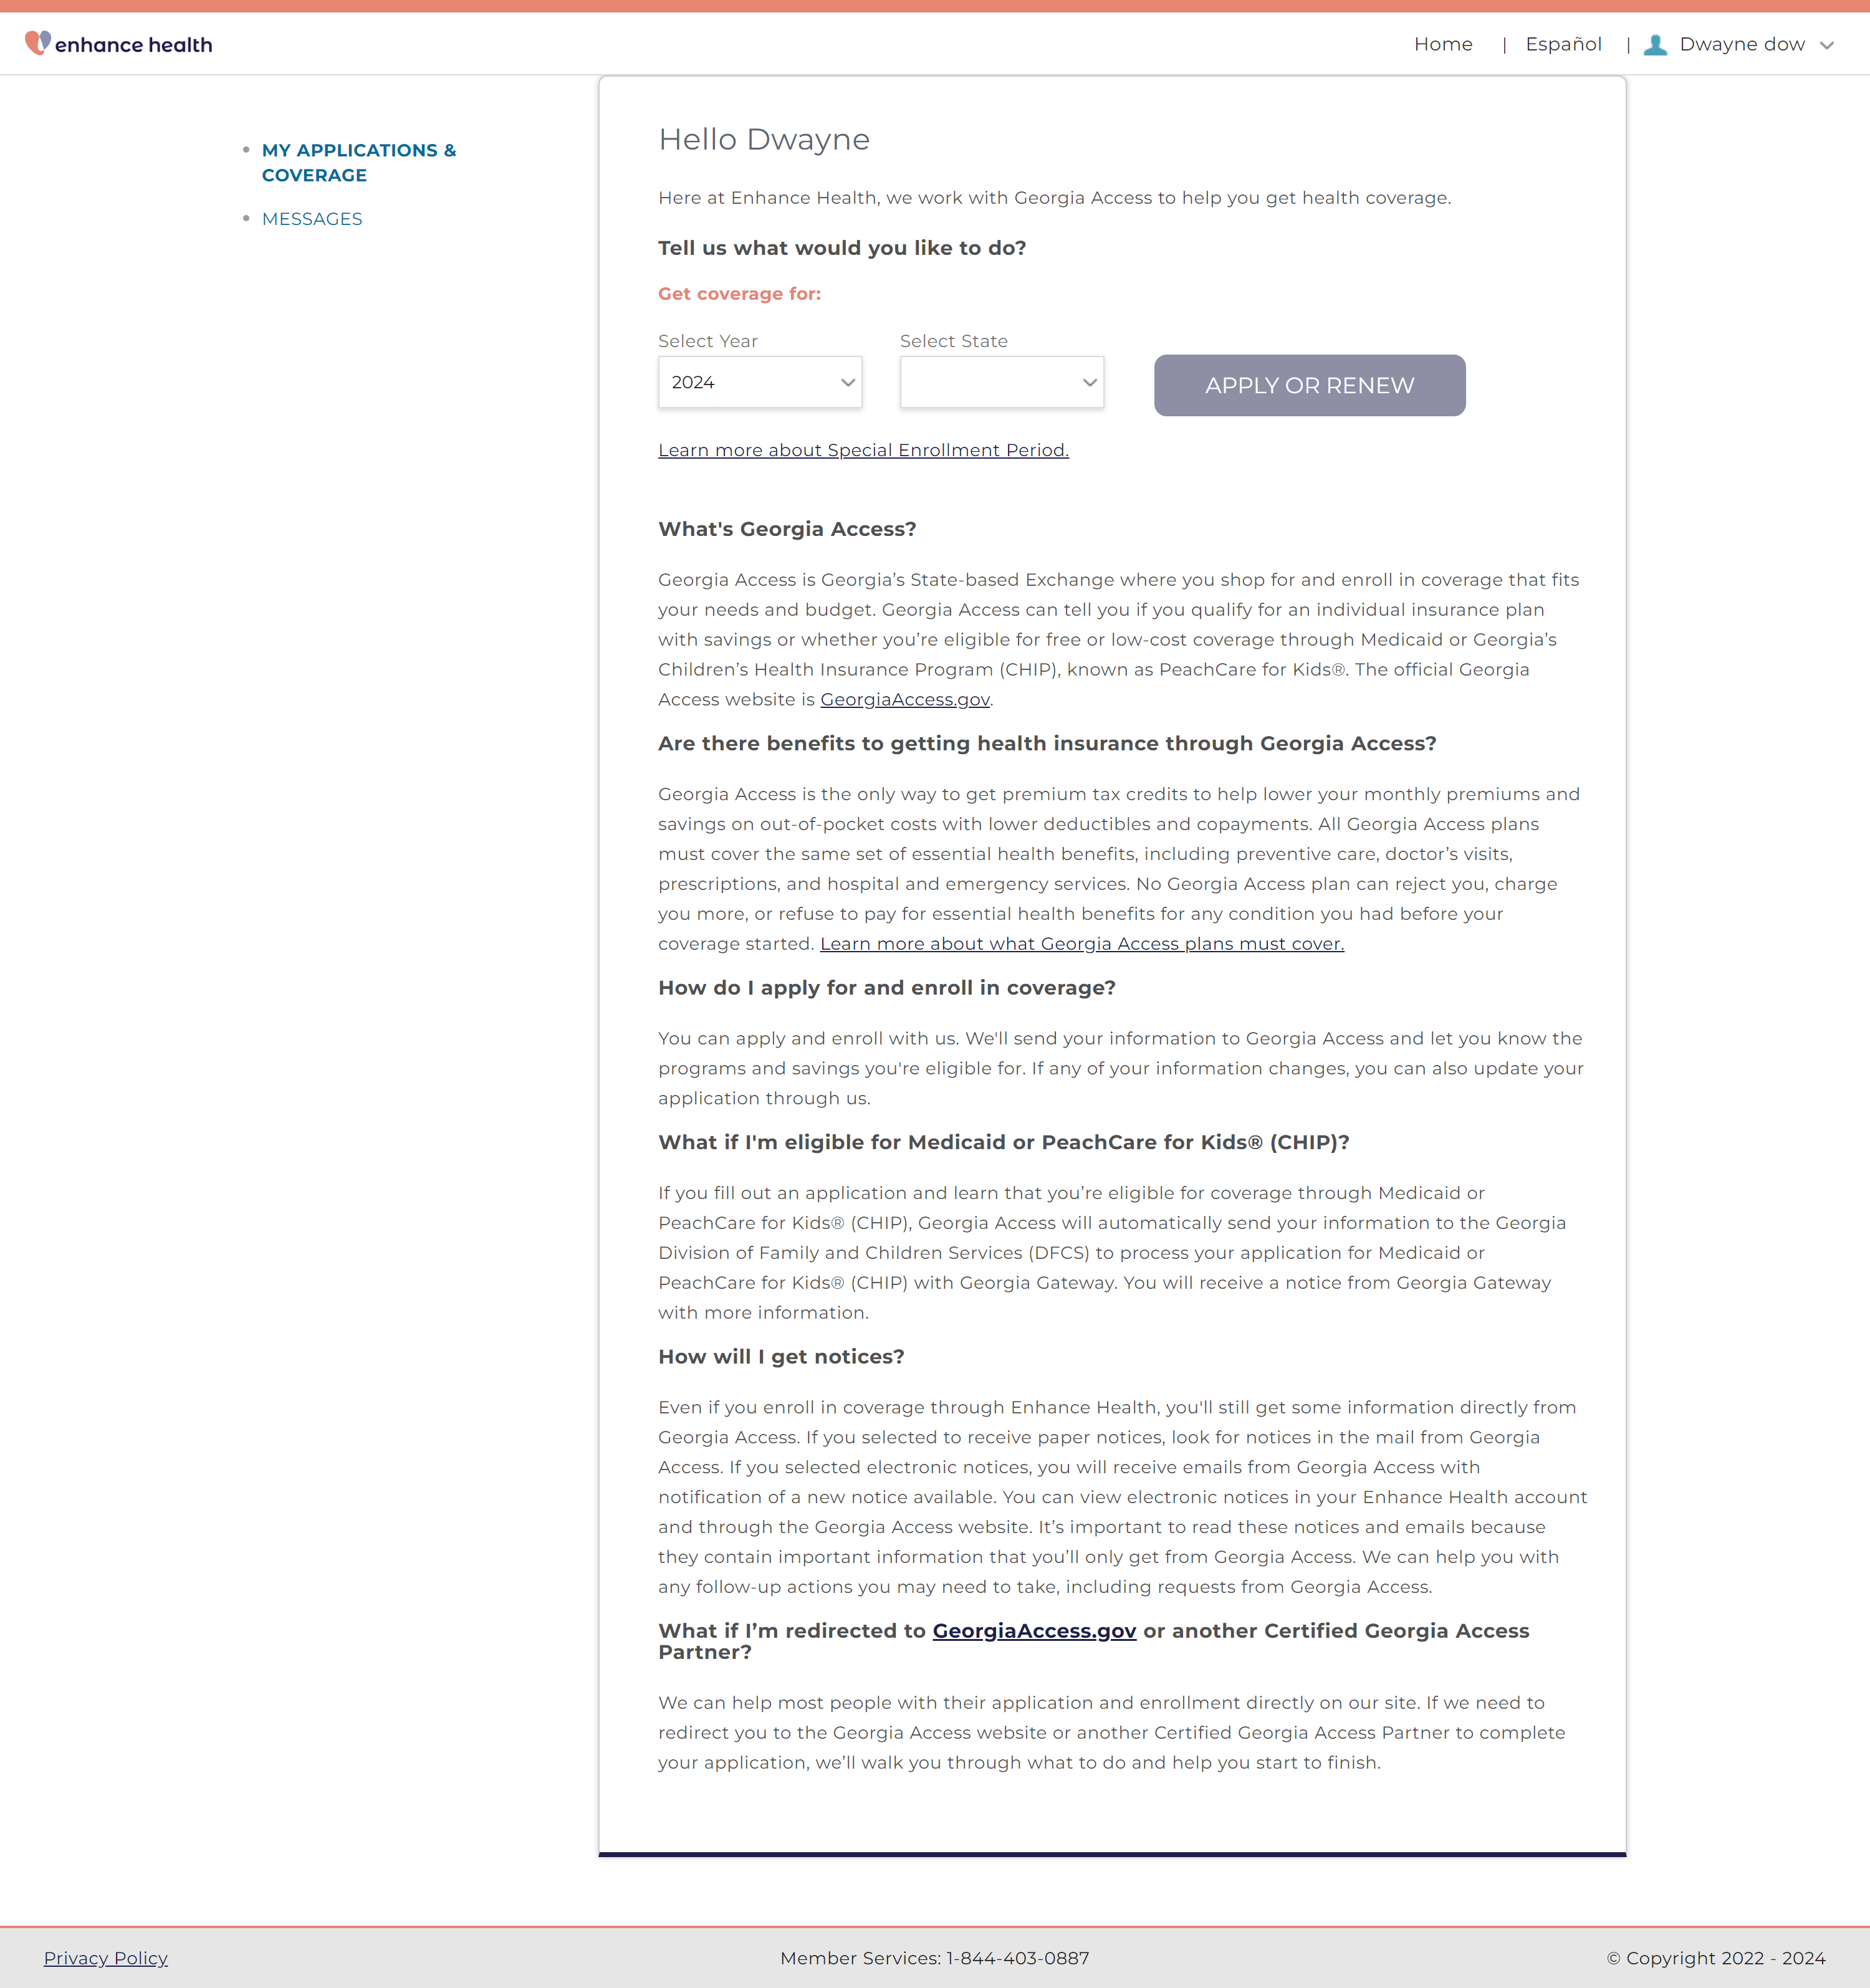 enhance health
Home | Español | Dwayne dow
MY APPLICATIONS &
COVERAGE
MESSAGES
Hello Dwayne
Here at Enhance Health, we work with Georgia Access to help you get health coverage.
Tell us what would you like to do?
Get coverage for:
Select Year
Select State
2024
APPLY OR RENEW
Learn more about Special Enrollment Period.
What's Georgia Access?
Georgia Access is Georgia’s State-based Exchange where you shop for and enroll in coverage that fits
your needs and budget. Georgia Access can tell you if you qualify for an individual insurance plan
with savings or whether you’re eligible for free or low-cost coverage through Medicaid or Georgia’s
Children’s Health Insurance Program (CHIP), known as PeachCare for Kids®. The official Georgia
Access website is GeorgiaAccess.gov.
Are there benefits to getting health insurance through Georgia Access?
Georgia Access is the only way to get premium tax credits to help lower your monthly premiums and
savings on out-of-pocket costs with lower deductibles and copayments. All Georgia Access plans
must cover the same set of essential health benefits, including preventive care, doctor’s visits,
prescriptions, and hospital and emergency services. No Georgia Access plan can reject you, charge
you more, or refuse to pay for essential health benefits for any condition you had before your
coverage started. Learn more about what Georgia Access plans must cover.
How do I apply for and enroll in coverage?
You can apply and enroll with us. We'll send your information to Georgia Access and let you know the
programs and savings you're eligible for. If any of your information changes, you can also update your
application through us.
What if I'm eligible for Medicaid or PeachCare for Kids® (CHIP)?
If you fill out an application and learn that you’re eligible for coverage through Medicaid or
PeachCare for Kids® (CHIP), Georgia Access will automatically send your information to the Georgia
Division of Family and Children Services (DFCS) to process your application for Medicaid or
PeachCare for Kids® (CHIP) with Georgia Gateway. You will receive a notice from Georgia Gateway
with more information.
How will I get notices?
Even if you enroll in coverage through Enhance Health, you'll still get some information directly from
Georgia Access. If you selected to receive paper notices, look for notices in the mail from Georgia
Access. If you selected electronic notices, you will receive emails from Georgia Access with
notification of a new notice available. You can view electronic notices in your Enhance Health account
and through the Georgia Access website. It’s important to read these notices and emails because
they contain important information that you’ll only get from Georgia Access. We can help you with
any follow-up actions you may need to take, including requests from Georgia Access.
What if I’m redirected to GeorgiaAccess.gov or another Certified Georgia Access
Partner?
We can help most people with their application and enrollment directly on our site. If we need to
redirect you to the Georgia Access website or another Certified Georgia Access Partner to complete
your application, we’ll walk you through what to do and help you start to finish.
Privacy Policy
Member Services: 1-844-403-0887
© Copyright 2022 - 2024